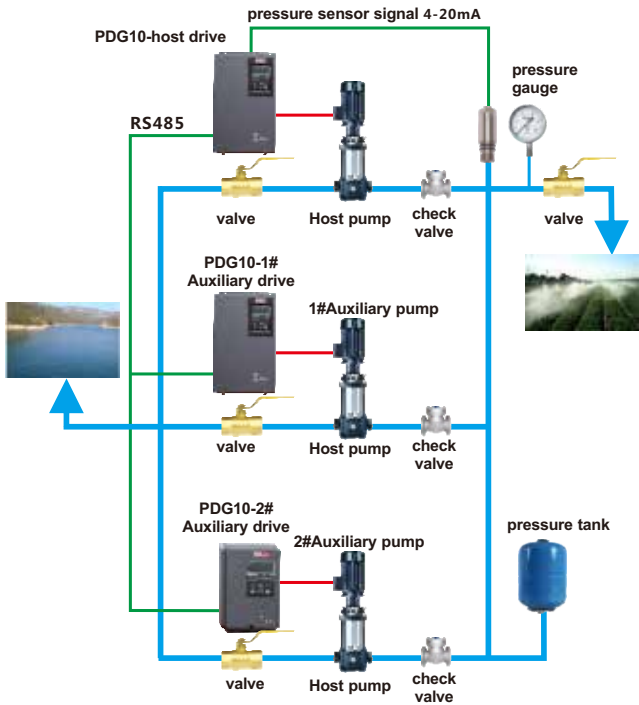 pressure sensor signal 4-20mA
PDG10-host drive
pressure
gauge
RS485
valve
Host pump
check
valve
valve
PDG10-1#
Auxiliary drive
1#Auxiliary pump
valve
Host pump
check
valve
PDG10-2#
Auxiliary drive
2#Auxiliary pump
pressure tank
valve
Host pump
check
valve